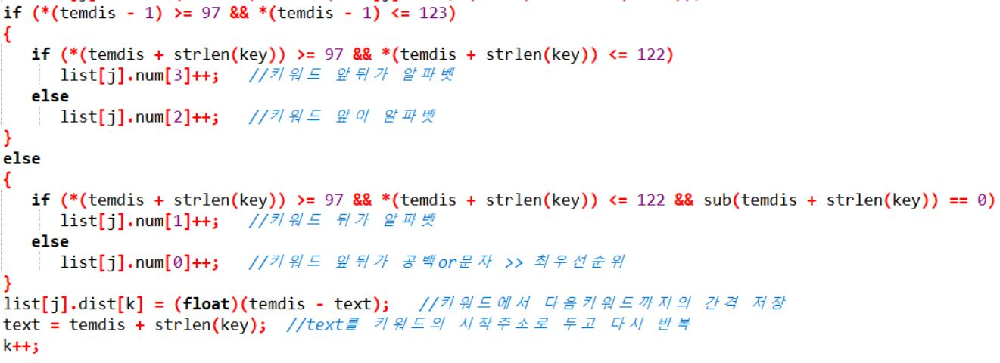 if (*(temdis - 1) >= 97 && *(temdis - 1) <= 123)
{
if (*(temdis + strlen(key)) >= 97 && *(temdis + strlen(key)) <= 122)
list[j].num[3]++; //키워드 앞뒤가 알파벳
else
list[j].num[2]++; //키워드 앞이 알파벳
}
else
{
if (*(temdis + strlen(key)) >= 97 && *(temdis + strlen(key)) <= 122 && sub(temdis + strlen(key)) == 0)
list[j].num[1]++; //키워드 뒤가 알파벳
else
list[j].num[0]++; //키워드 앞뒤가 공백or문자 >> 최우선순위
}
list[j].dist[k] = (float)(temdis - text); //키워드에서 다음키워드까지의 간격 저장
text = temdis + strlen(key); //text를 키워드의 시작주소로 두고 다시 반복
k++;